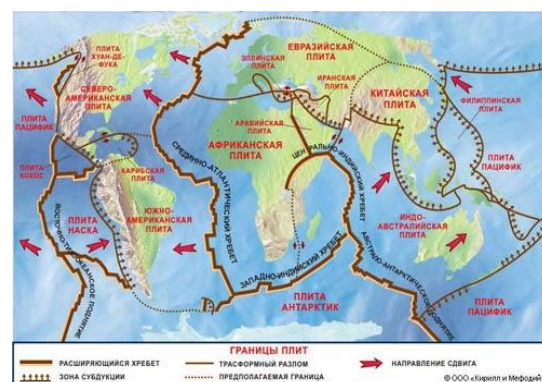 ПЛИТА
ХУАН-ДЕ-
ФУКА
СЕВЕРО-
АМЕРИКАНСКАЯ
ПЛИТА
ПЛИТА
ПАЦИФИК
ПЛИТА
КОКОС
КАРИБСКАЯ
ПЛИТА
ПЛИТА
НАСКА
ЮЖНО-
АМЕРИКАНСКАЯ
ПЛИТА
СРЕДИННО-АТЛАНТИЧЕСКИЙ ХРЕБЕТ
ЕВРАЗИЙСКАЯ
ПЛИТА
ЭЛЛИНСКАЯ
ПЛИТА
ИРАНСКАЯ
ПЛИТА
КИТАЙСКАЯ
ПЛИТА
ФИЛИППИНСКАЯ
ПЛИТА
АРАВИЙСКАЯ
ПЛИТА
АФРИКАНСКАЯ
ПЛИТА
ЦЕНТРАЛЬНО-ИНДИЙСКИЙ ХРЕБЕТ
ПЛИТА
ПАЦИФИК
ИНДО-
АВСТРАЛИЙСКАЯ
ПЛИТА
ЗАПАДНО-ИНДИЙСКИЙ ХРЕБЕТ
АВСТРАЛО-АНТАРКТИЧЕСКОЕ ПОДНЯТИЕ
ПЛИТА
АНТАРКТИК
ПЛИТА
ПАЦИФИК
ГРАНИЦЫ ПЛИТ
РАСШИРЯЮЩИЙСЯ ХРЕБЕТ
ТРАСФОРМНЫЙ РАЗЛОМ
НАПРАВЛЕНИЕ СДВИГА
ЗОНА СУБДУКЦИИ
ПРЕДПОЛАГАЕМАЯ ГРАНИЦА
© ООО «Кирилл и Мефодий»